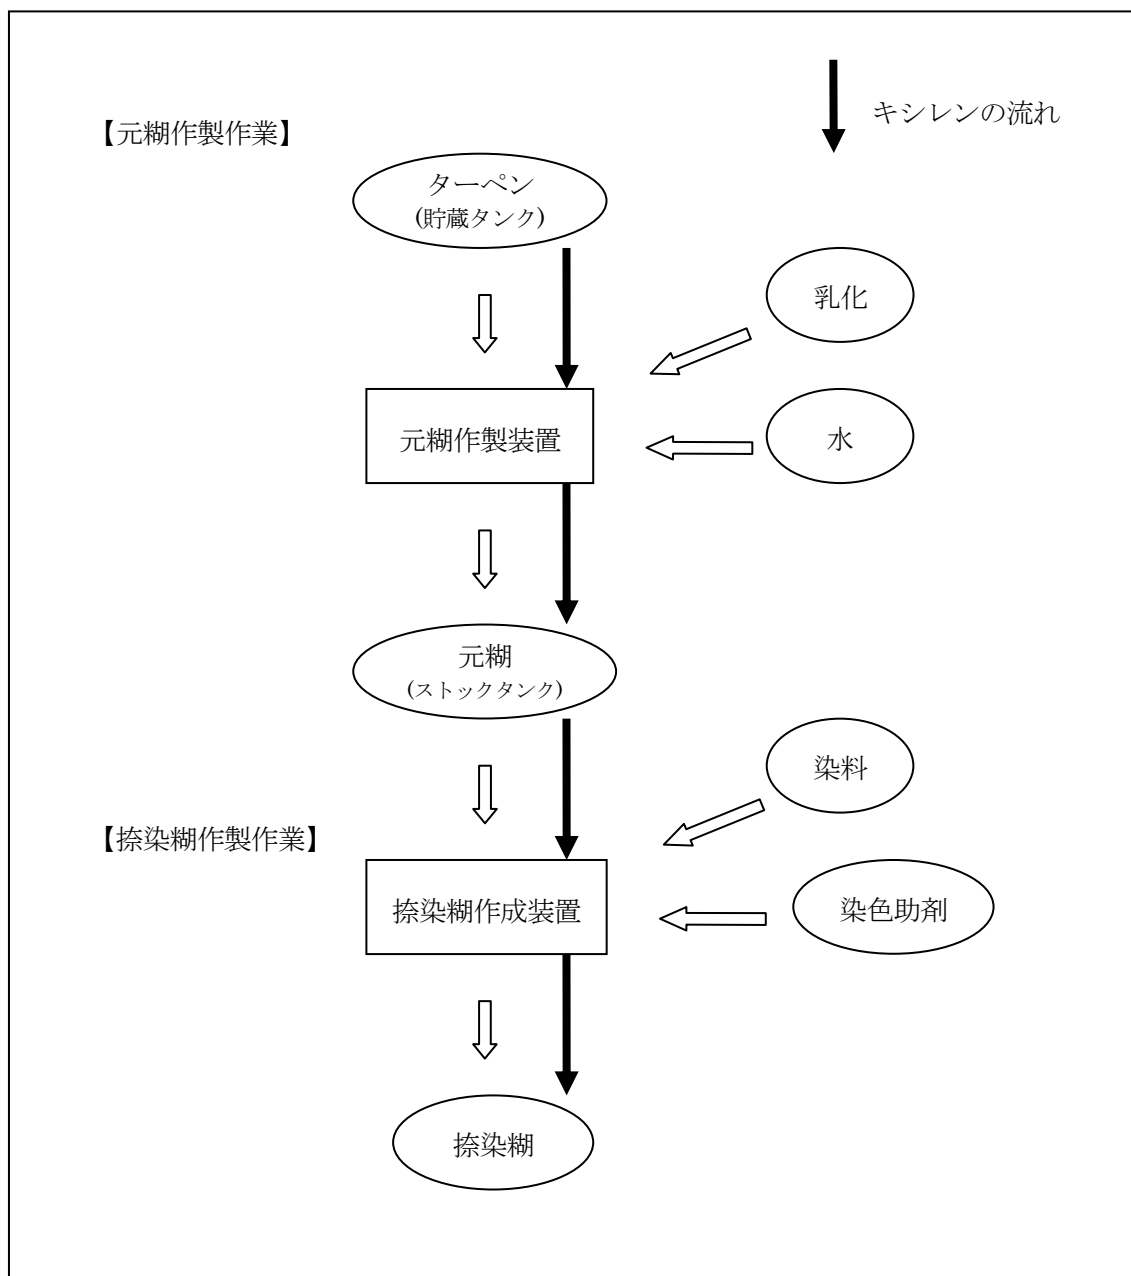 キシレンの流れ
【元糊作製作業】
ターペン
(貯蔵タンク)
乳化
元糊作製装置
水
元糊
(ストックタンク)
染料
【捺染糊作製作業】
捺染糊作成装置
染色助剤
捺染糊